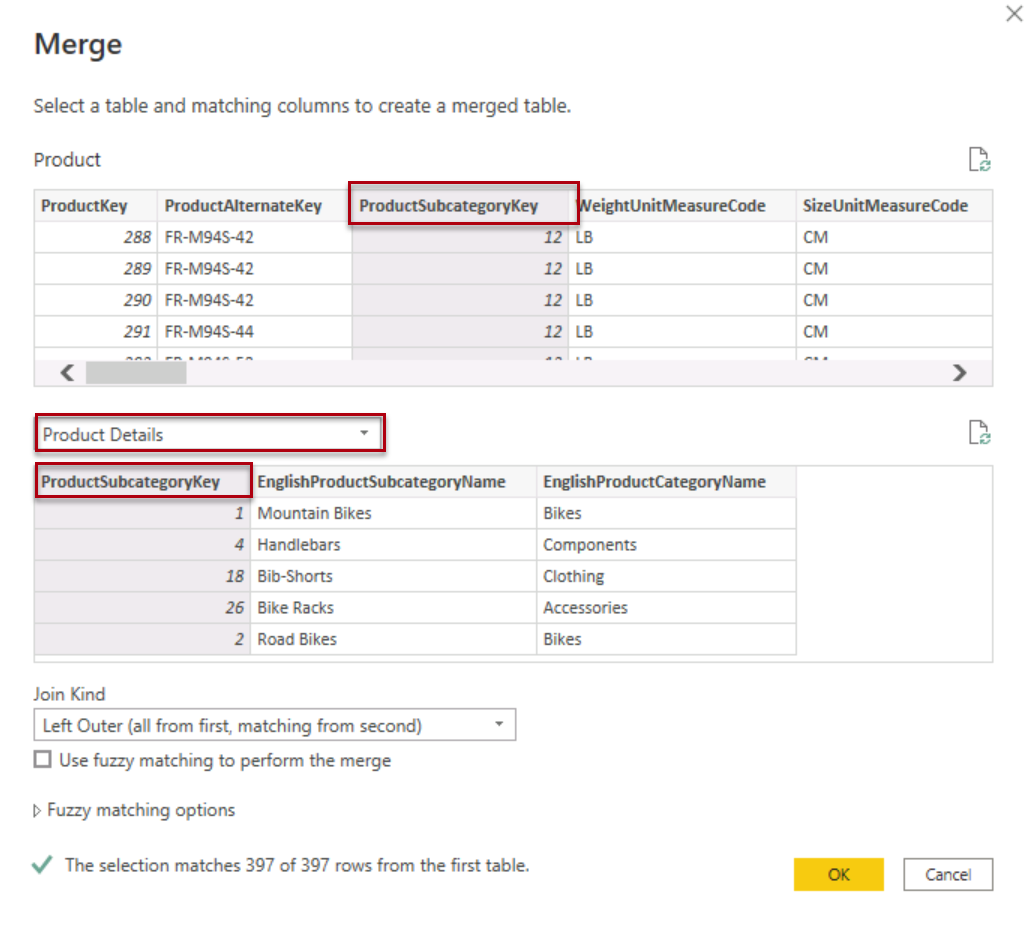 Merge
Select a table and matching columns to create a merged table.
Product
ProductKey ProductAlternateKey ProductSubcategoryKey WeightUnitMeasureCode SizeUnitMeasureCode
288 FR-M94S-42 12 LB CM
289 FR-M94S-42 12 LB CM
290 FR-M94S-42 12 LB CM
291 FR-M94S-44 12 LB CM
Product Details
ProductSubcategoryKey EnglishProductSubcategoryName EnglishProductCategoryName
1 Mountain Bikes Bikes
4 Handlebars Components
18 Bib-Shorts Clothing
26 Bike Racks Accessories
2 Road Bikes Bikes
Join Kind
Left Outer (all from first, matching from second)
Use fuzzy matching to perform the merge
Fuzzy matching options
The selection matches 397 of 397 rows from the first table.
OK Cancel